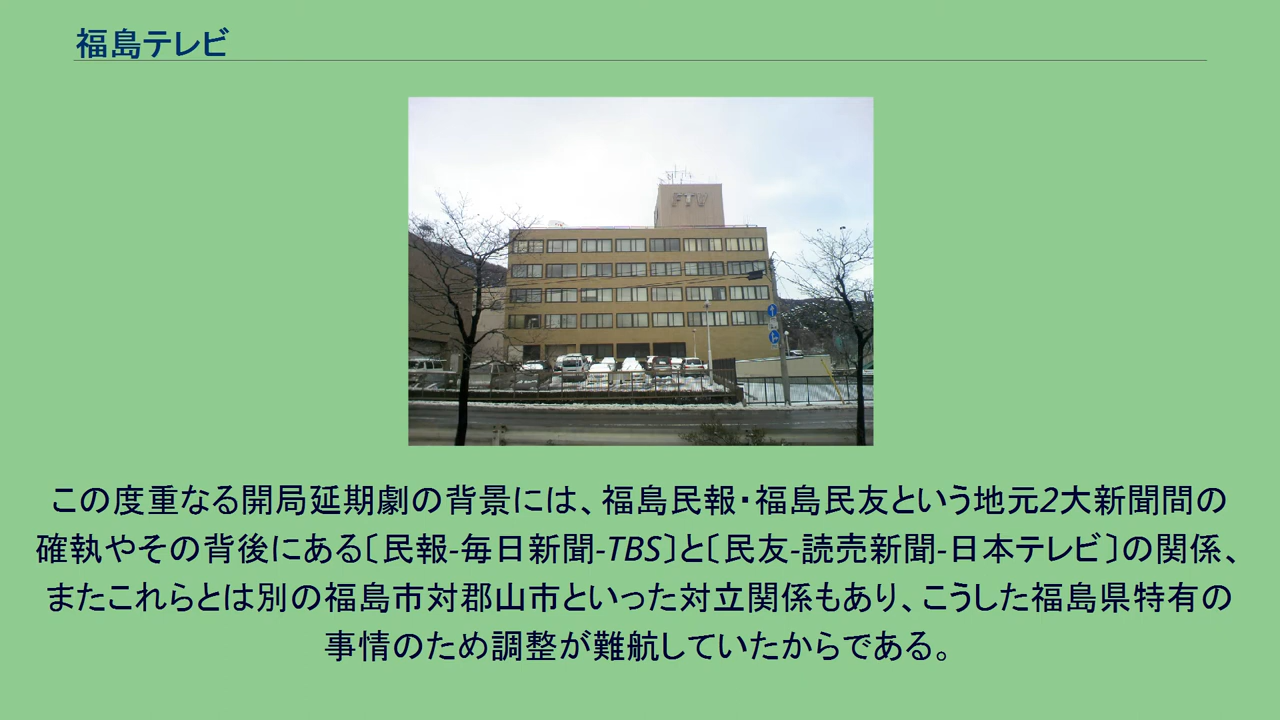 福島テレビ
FTV
この度重なる開局延期劇の背景には、福島民報・福島民友という地元2大新聞間の
確執やその背後にある〔民報-毎日新聞-TBS〕と〔民友-読売新聞-日本テレビ〕の関係、
またこれらとは別の福島市対郡山市といった対立関係もあり、こうした福島県特有の
事情のため調整が難航していたからである。